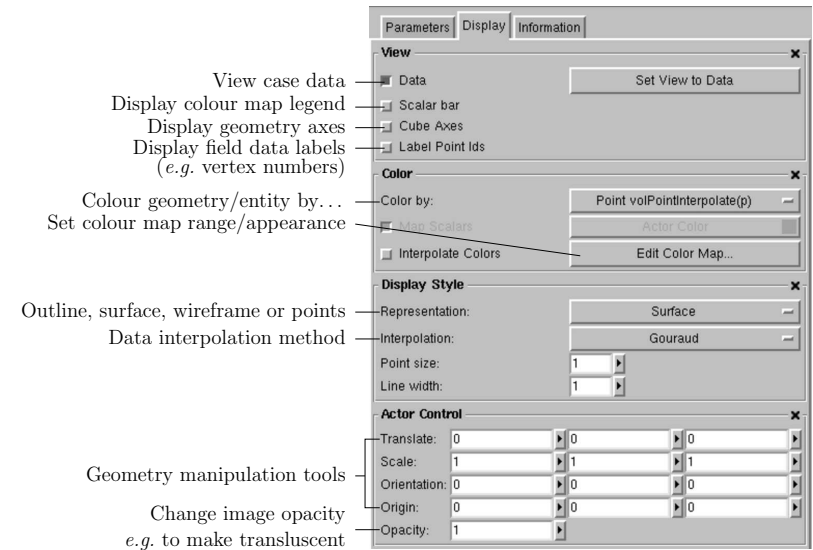 Parameters Display Information
View
View case data Data Set View to Data
Display colour map legend Scalar bar
Display geometry axes Cube Axes
Display field data labels Label Point Ids
(e.g. vertex numbers)
Color
Colour geometry/entity by... Color by: Point volPointInterpolate(p)
Set colour map range/appearance Map Scalars Actor Color
Interpolate Colors Edit Color Map...
Display Style
Outline, surface, wireframe or points Representation: Surface
Data interpolation method Interpolation: Gouraud
Point size: 1
Line width: 1
Actor Control
Translate: 0 0 0
Scale: 1 1 1
Geometry manipulation tools
Orientation: 0 0 0
Origin: 0 0 0
Change image opacity Opacity: 1
e.g. to make transluscent